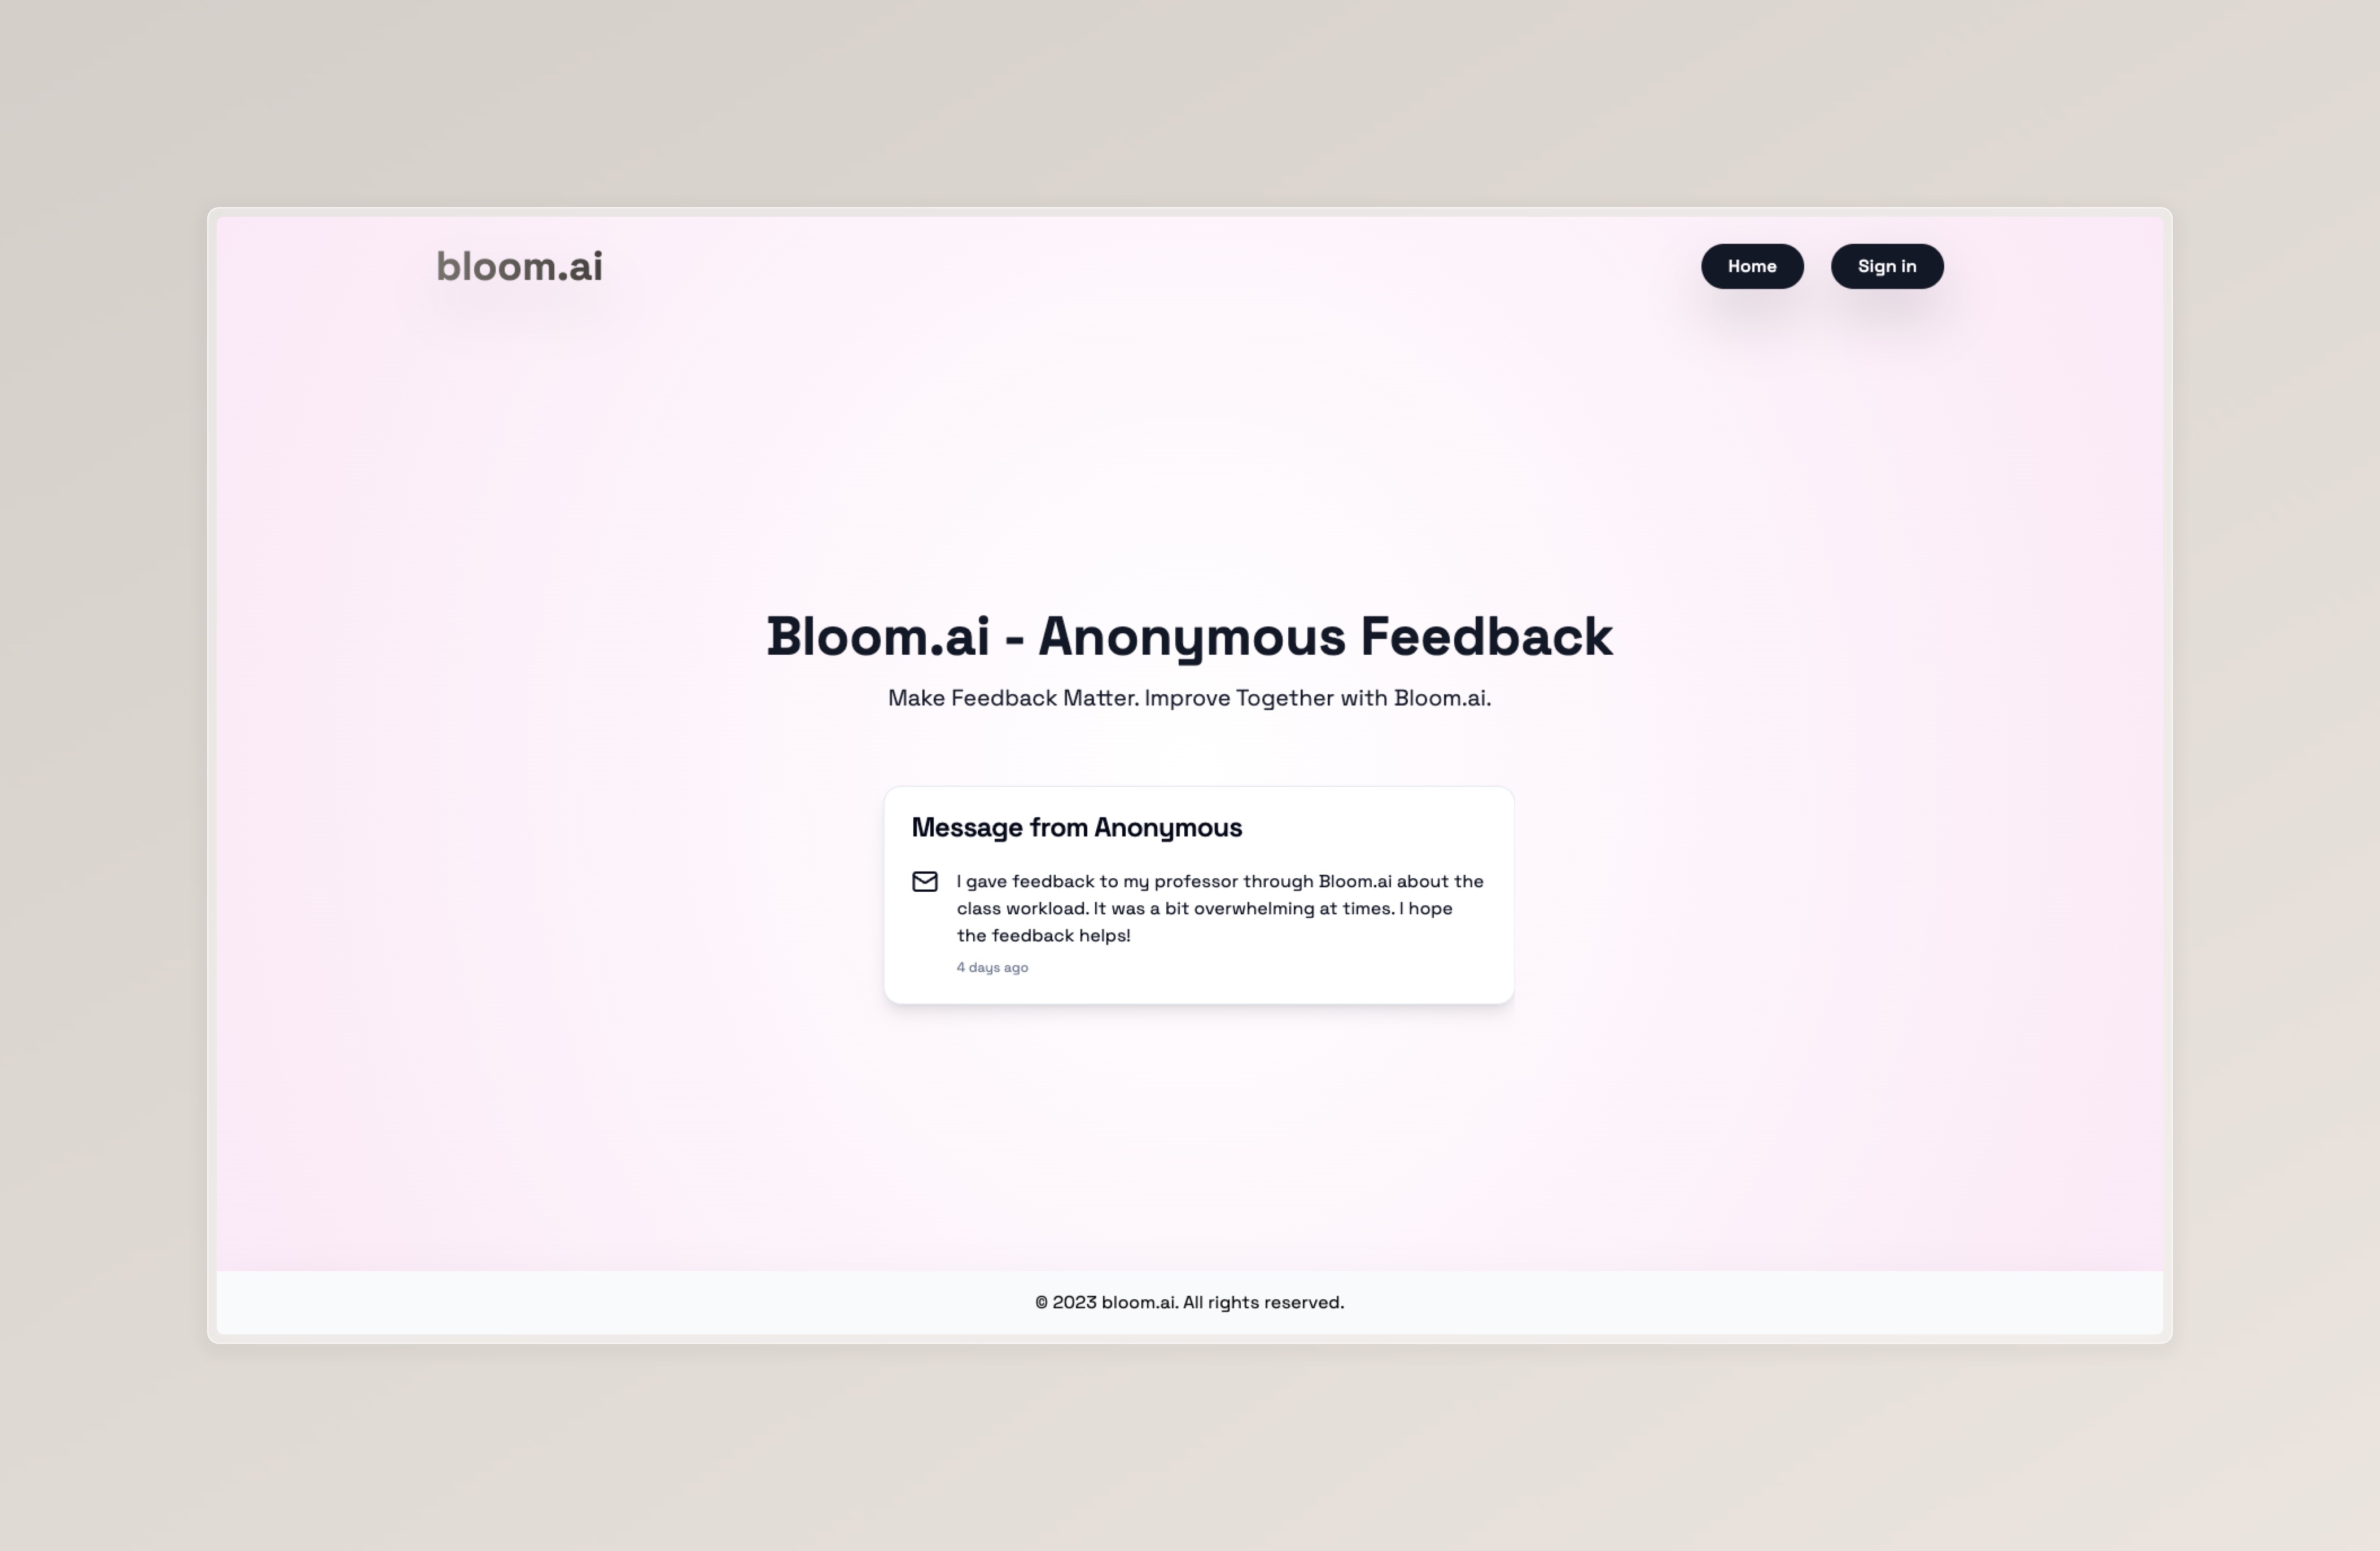 bloom.ai
Home
Sign in
Bloom.ai - Anonymous Feedback
Make Feedback Matter. Improve Together with Bloom.ai.
Message from Anonymous
I gave feedback to my professor through Bloom.ai about the
class workload. It was a bit overwhelming at times. I hope
the feedback helps!
4 days ago
© 2023 bloom.ai. All rights reserved.